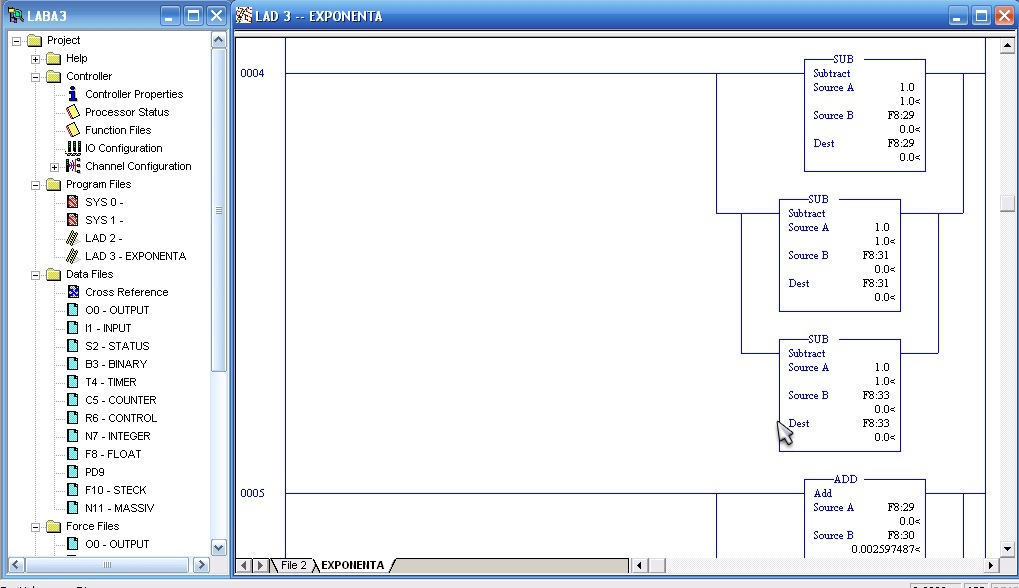 LABA3
Project
Help
Controller
Controller Properties
Processor Status
Function Files
IO Configuration
Channel Configuration
Program Files
SYS 0 -
SYS 1 -
LAD 2 -
LAD 3 - EXPONENTA
Data Files
Cross Reference
O0 - OUTPUT
I1 - INPUT
S2 - STATUS
B3 - BINARY
T4 - TIMER
C5 - COUNTER
R6 - CONTROL
N7 - INTEGER
F8 - FLOAT
PD9
F10 - STECK
N11 - MASSIV
Force Files
O0 - OUTPUT
LAD 3 -- EXPONENTA
0004
SUB
Subtract
Source A 1.0
1.0<
Source B F8:29
0.0<
Dest F8:29
0.0<
SUB
Subtract
Source A 1.0
1.0<
Source B F8:31
0.0<
Dest F8:31
0.0<
SUB
Subtract
Source A 1.0
1.0<
Source B F8:33
0.0<
Dest F8:33
0.0<
0005
ADD
Add
Source A F8:29
0.0<
Source B F8:30
0.002597487<
File 2 EXPONENTA